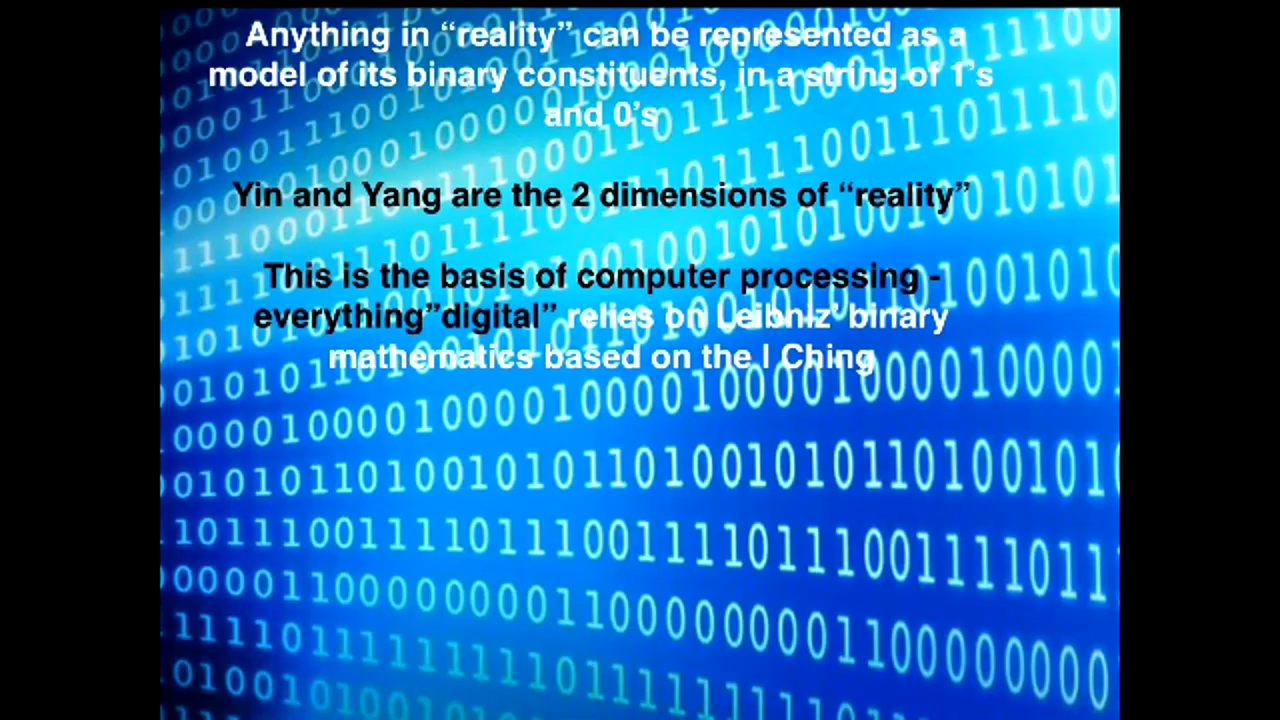 Anything in “reality” can be represented as a
model of its binary constituents, in a string of 1’s
and 0’s
Yin and Yang are the 2 dimensions of “reality”
This is the basis of computer processing -
everything”digital” relies on Leibniz’ binary
mathematics based on the I Ching